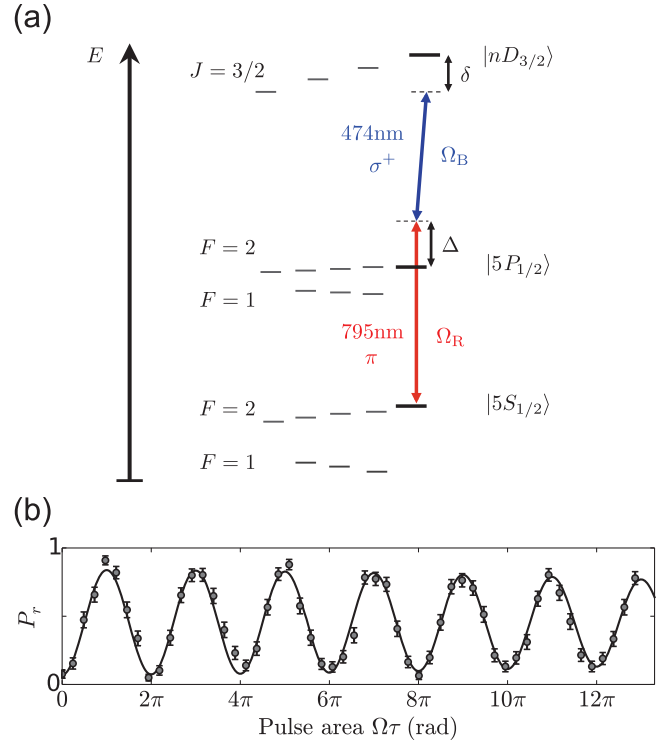 (a)
E
J = 3/2
|nD3/2⟩
δ
474nm
σ+
ΩB
F = 2
Δ
|5P1/2⟩
F = 1
795nm
π
ΩR
F = 2
|5S1/2⟩
F = 1
(b)
1
Pr
0
0 2π 4π 6π 8π 10π 12π
Pulse area Ωτ (rad)